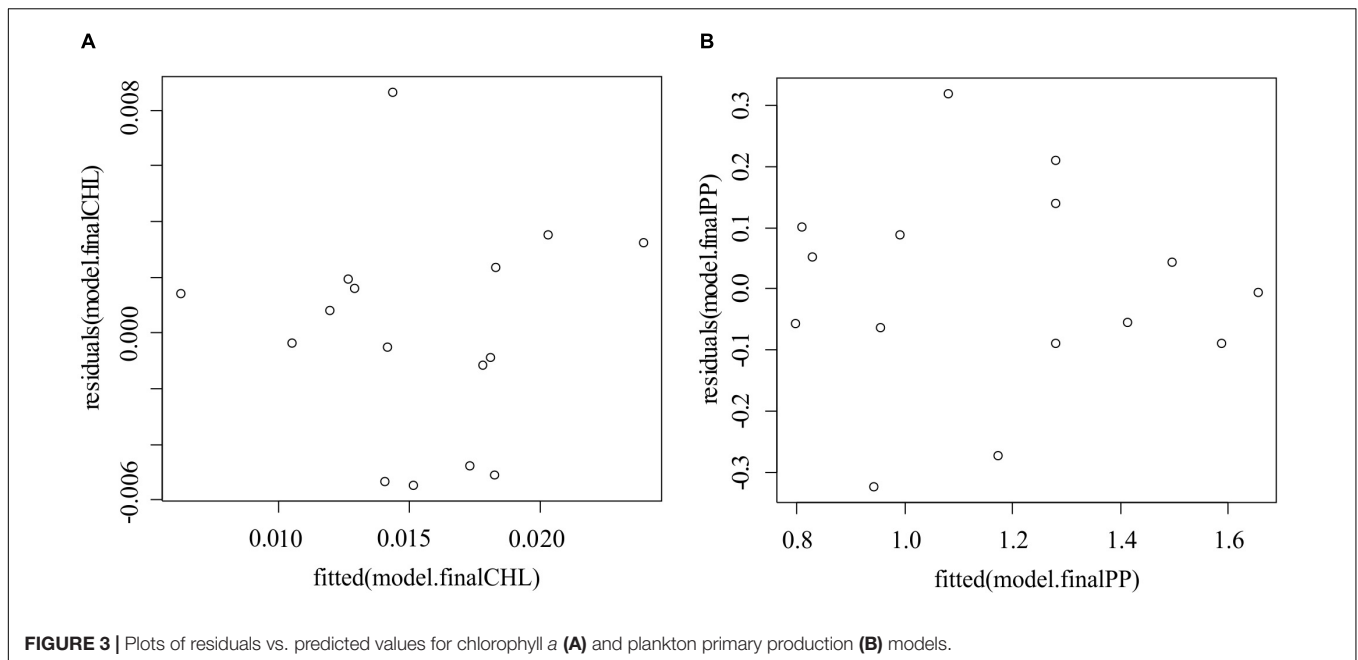 A
B
0.008
0.000
-0.006
residuals(model.finalCHL)
0.010
0.015
0.020
fitted(model.finalCHL)
0.3
0.2
0.1
0.0
-0.1
-0.2
-0.3
residuals(model.finalPP)
0.8
1.0
1.2
1.4
1.6
fitted(model.finalPP)
FIGURE 3 | Plots of residuals vs. predicted values for chlorophyll a (A) and plankton primary production (B) models.